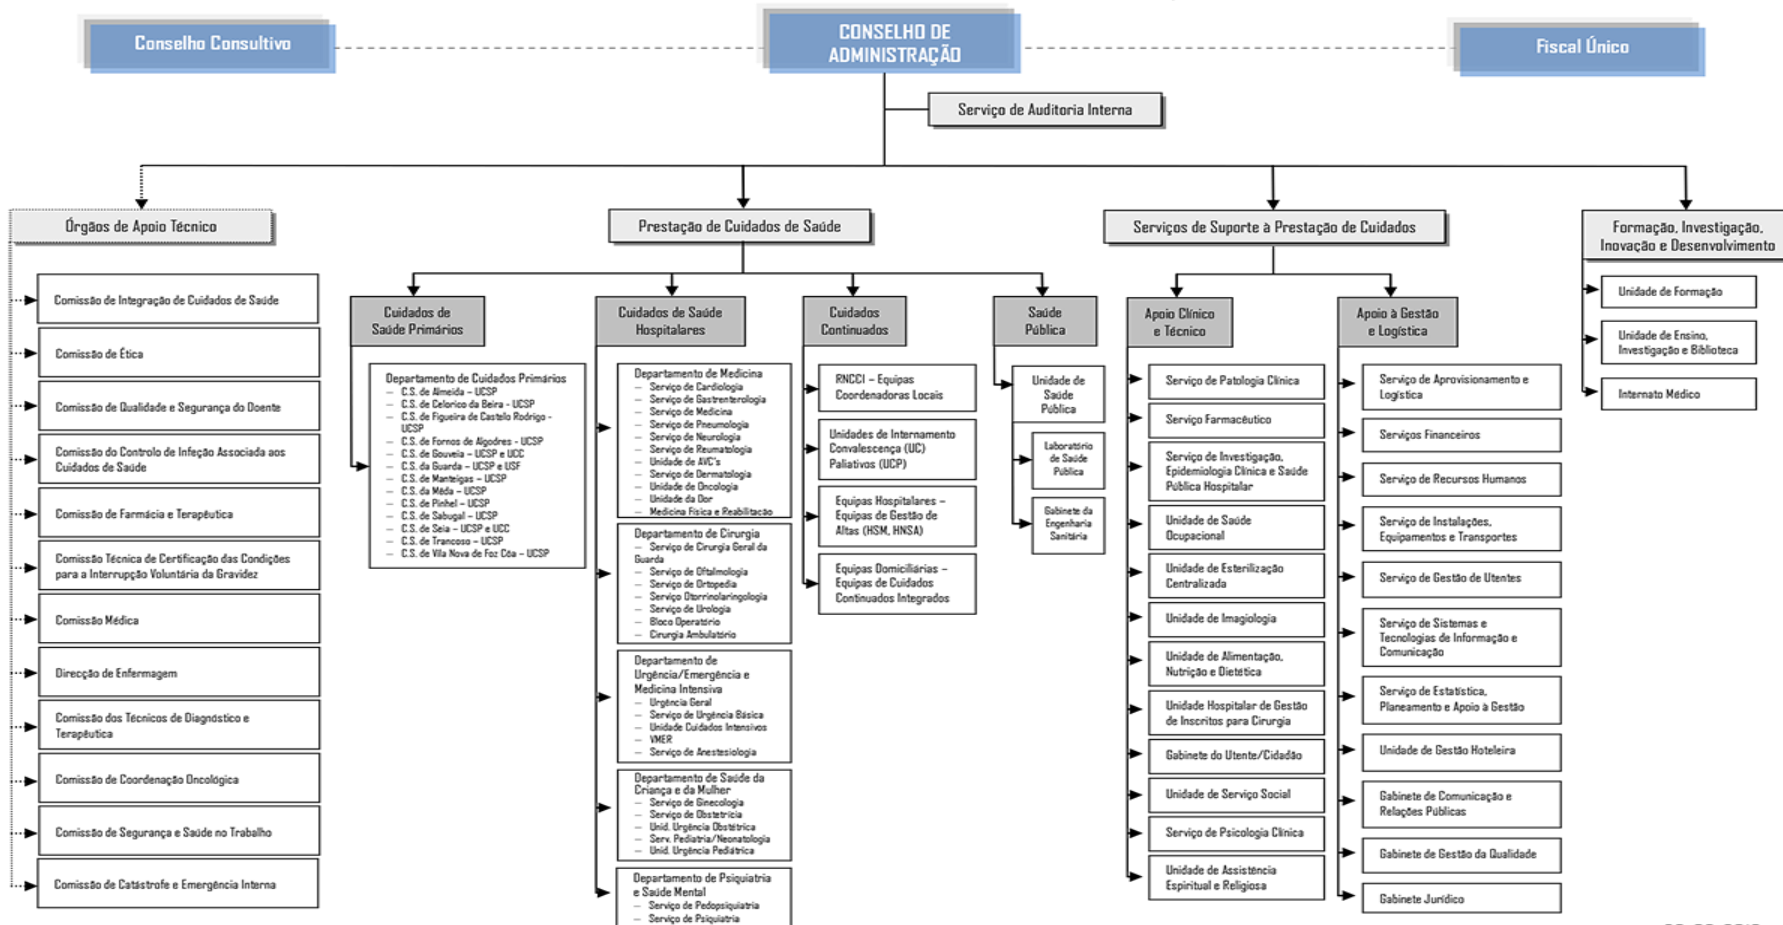 Conselho Consultivo
CONSELHO DE
ADMINISTRAÇÃO
Fiscal Único
Serviço de Auditoria Interna
Órgãos de Apoio Técnico
Comissão de Integração de Cuidados de Saúde
Comissão de Ética
Comissão de Qualidade e Segurança do Doente
Comissão do Controlo de Infeção Associada aos
Cuidados de Saúde
Comissão de Farmácia e Terapêutica
Comissão Técnica de Certificação das Condições
para a Interrupção Voluntária da Gravidez
Comissão Médica
Direcção de Enfermagem
Comissão dos Técnicos de Diagnóstico e
Terapêutica
Comissão de Coordenação Oncológica
Comissão de Segurança e Saúde no Trabalho
Comissão de Catástrofe e Emergência Interna
Prestação de Cuidados de Saúde
Cuidados de
Saúde Primários
Departamento de Cuidados Primários
— C.S. de Almeida – UCSP
— C.S. de Celorico da Beira - UCSP
— C.S. de Figueira de Castelo Rodrigo -
UCSP
— C.S. de Fornos de Algodres - UCSP
— C.S. de Gouveia – UCSP e UCC
— C.S. da Guarda – UCSP e USF
— C.S. de Manteigas – UCSP
— C.S. da Mêda – UCSP
— C.S. de Pinhel – UCSP
— C.S. de Sabugal – UCSP
— C.S. de Seia – UCSP e UCC
— C.S. de Trancoso – UCSP
— C.S. de Vila Nova de Foz Côa – UCSP
Cuidados de Saúde
Hospitalares
Departamento de Medicina
— Serviço de Cardiologia
— Serviço de Gastrenterologia
— Serviço de Medicina
— Serviço de Pneumologia
— Serviço de Neurologia
— Serviço de Reumatologia
— Unidade de AVC's
— Serviço de Dermatologia
— Unidade de Oncologia
— Unidade da Dor
— Medicina Física e Reabilitação
Departamento de Cirurgia
— Serviço de Cirurgia Geral da
Guarda
— Serviço de Oftalmologia
— Serviço de Ortopedia
— Serviço Otorrinolaringologia
— Serviço de Urologia
— Bloco Operatório
— Cirurgia Ambulatório
Departamento de
Urgência/Emergência e
Medicina Intensiva
— Urgência Geral
— Serviço de Urgência Básica
— Unidade Cuidados Intensivos
— VMER
— Serviço de Anestesiologia
Departamento de Saúde da
Criança e da Mulher
— Serviço de Ginecologia
— Serviço de Obstetrícia
— Unid. Urgência Obstétrica
— Serv. Pediatria/Neonatologia
— Unid. Urgência Pediátrica
Departamento de Psiquiatria
e Saúde Mental
— Serviço de Pedopsiquiatria
— Serviço de Psiquiatria
Cuidados
Continuados
RNCCI – Equipas
Coordenadoras Locais
Unidades de Internamento
Convalescença (UC)
Paliativos (UCP)
Equipas Hospitalares –
Equipas de Gestão de
Altas (HSM, HNSA)
Equipas Domiciliárias –
Equipas de Cuidados
Continuados Integrados
Saúde
Pública
Unidade de
Saúde
Pública
Laboratório
de Saúde
Pública
Gabinete da
Engenharia
Sanitária
Serviços de Suporte à Prestação de Cuidados
Apoio Clínico
e Técnico
Serviço de Patologia Clínica
Serviço Farmacêutico
Serviço de Investigação,
Epidemiologia Clínica e Saúde
Pública Hospitalar
Unidade de Saúde
Ocupacional
Unidade de Esterilização
Centralizada
Unidade de Imagiologia
Unidade de Alimentação,
Nutrição e Dietética
Unidade Hospitalar de Gestão
de Inscritos para Cirurgia
Gabinete do Utente/Cidadão
Unidade de Serviço Social
Serviço de Psicologia Clínica
Unidade de Assistência
Espiritual e Religiosa
Apoio à Gestão
e Logística
Serviço de Aprovisionamento e
Logística
Serviços Financeiros
Serviço de Recursos Humanos
Serviço de Instalações,
Equipamentos e Transportes
Serviço de Gestão de Utentes
Serviço de Sistemas e
Tecnologias de Informação e
Comunicação
Serviço de Estatística,
Planeamento e Apoio à Gestão
Unidade de Gestão Hoteleira
Gabinete de Comunicação e
Relações Públicas
Gabinete de Gestão da Qualidade
Gabinete Jurídico
Formação, Investigação,
Inovação e Desenvolvimento
Unidade de Formação
Unidade de Ensino,
Investigação e Biblioteca
Internato Médico